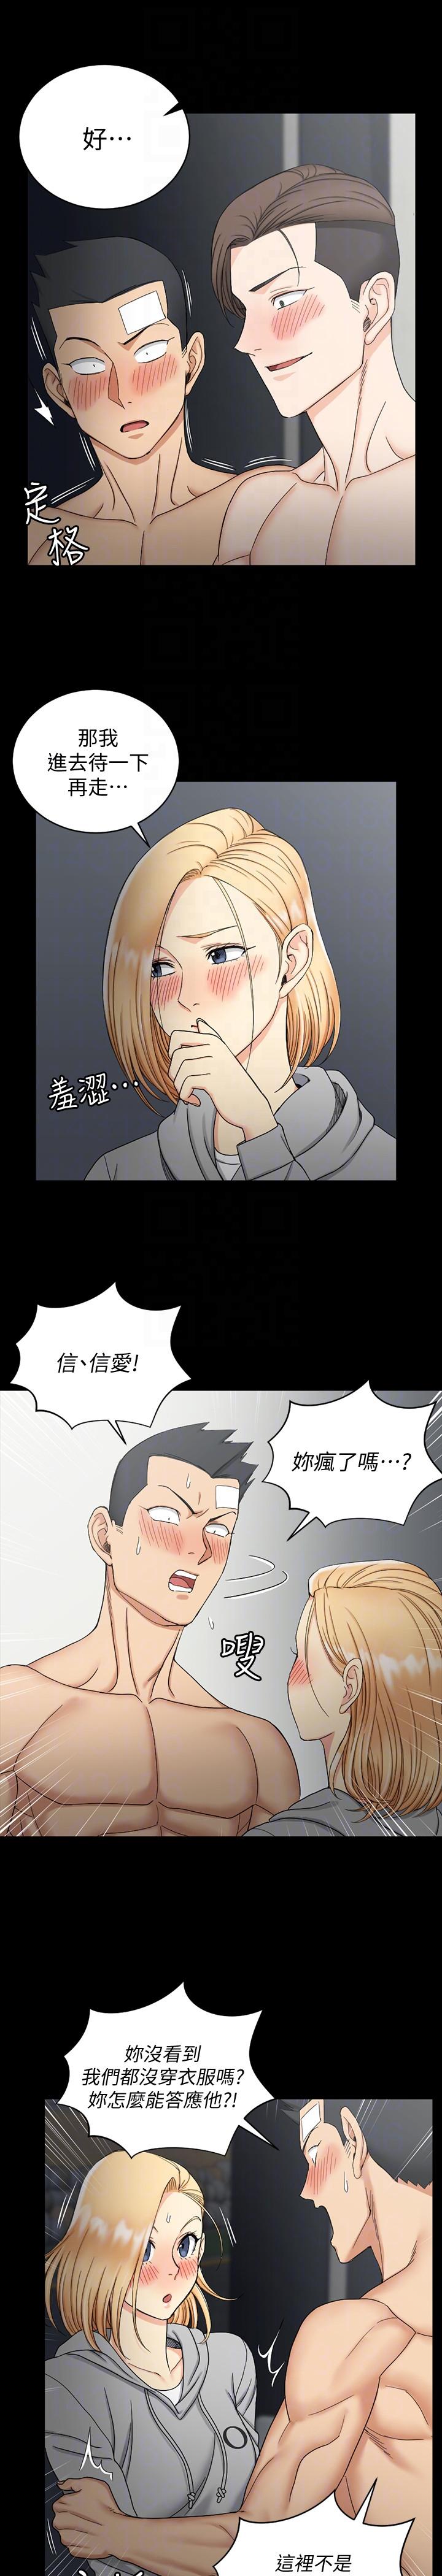 好…
定
格
那我
進去待一下
再走…
羞澀…
信、信愛!
妳瘋了嗎…?
嗖
妳沒看到
我們都沒穿衣服嗎?
妳怎麼能答應他?!
這裡不是